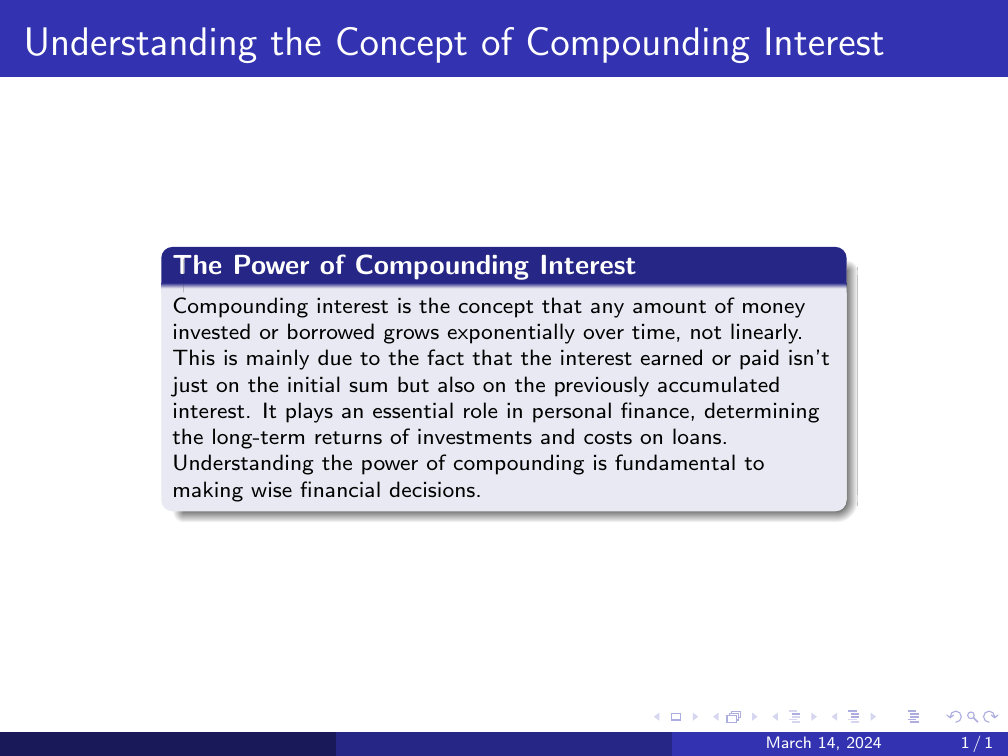 Understanding the Concept of Compounding Interest
The Power of Compounding Interest
Compounding interest is the concept that any amount of money
invested or borrowed grows exponentially over time, not linearly.
This is mainly due to the fact that the interest earned or paid isn't
just on the initial sum but also on the previously accumulated
interest. It plays an essential role in personal finance, determining
the long-term returns of investments and costs on loans.
Understanding the power of compounding is fundamental to
making wise financial decisions.
March 14, 2024 1 / 1